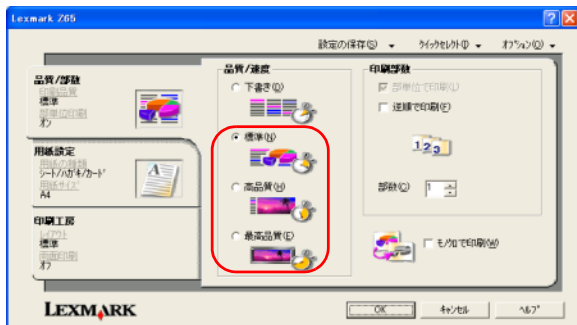 Lexmark Z65
設定の保存(S)
クイックセレクト(I)
オプション(O)
品質/部数
印刷品質
標準
部単位印刷
オン
用紙設定
用紙の種類
シート/ハガキ/カード
用紙サイズ
A4
印刷工房
レイアウト
標準
両面印刷
オフ
品質/速度
下書き(D)
標準(N)
高品質(H)
最高品質(E)
印刷部数
部単位で印刷(L)
逆順で印刷(F)
1 2 3
部数(C) 1
モノクロで印刷(W)
LEXMARK
OK
キャンセル
ヘルプ